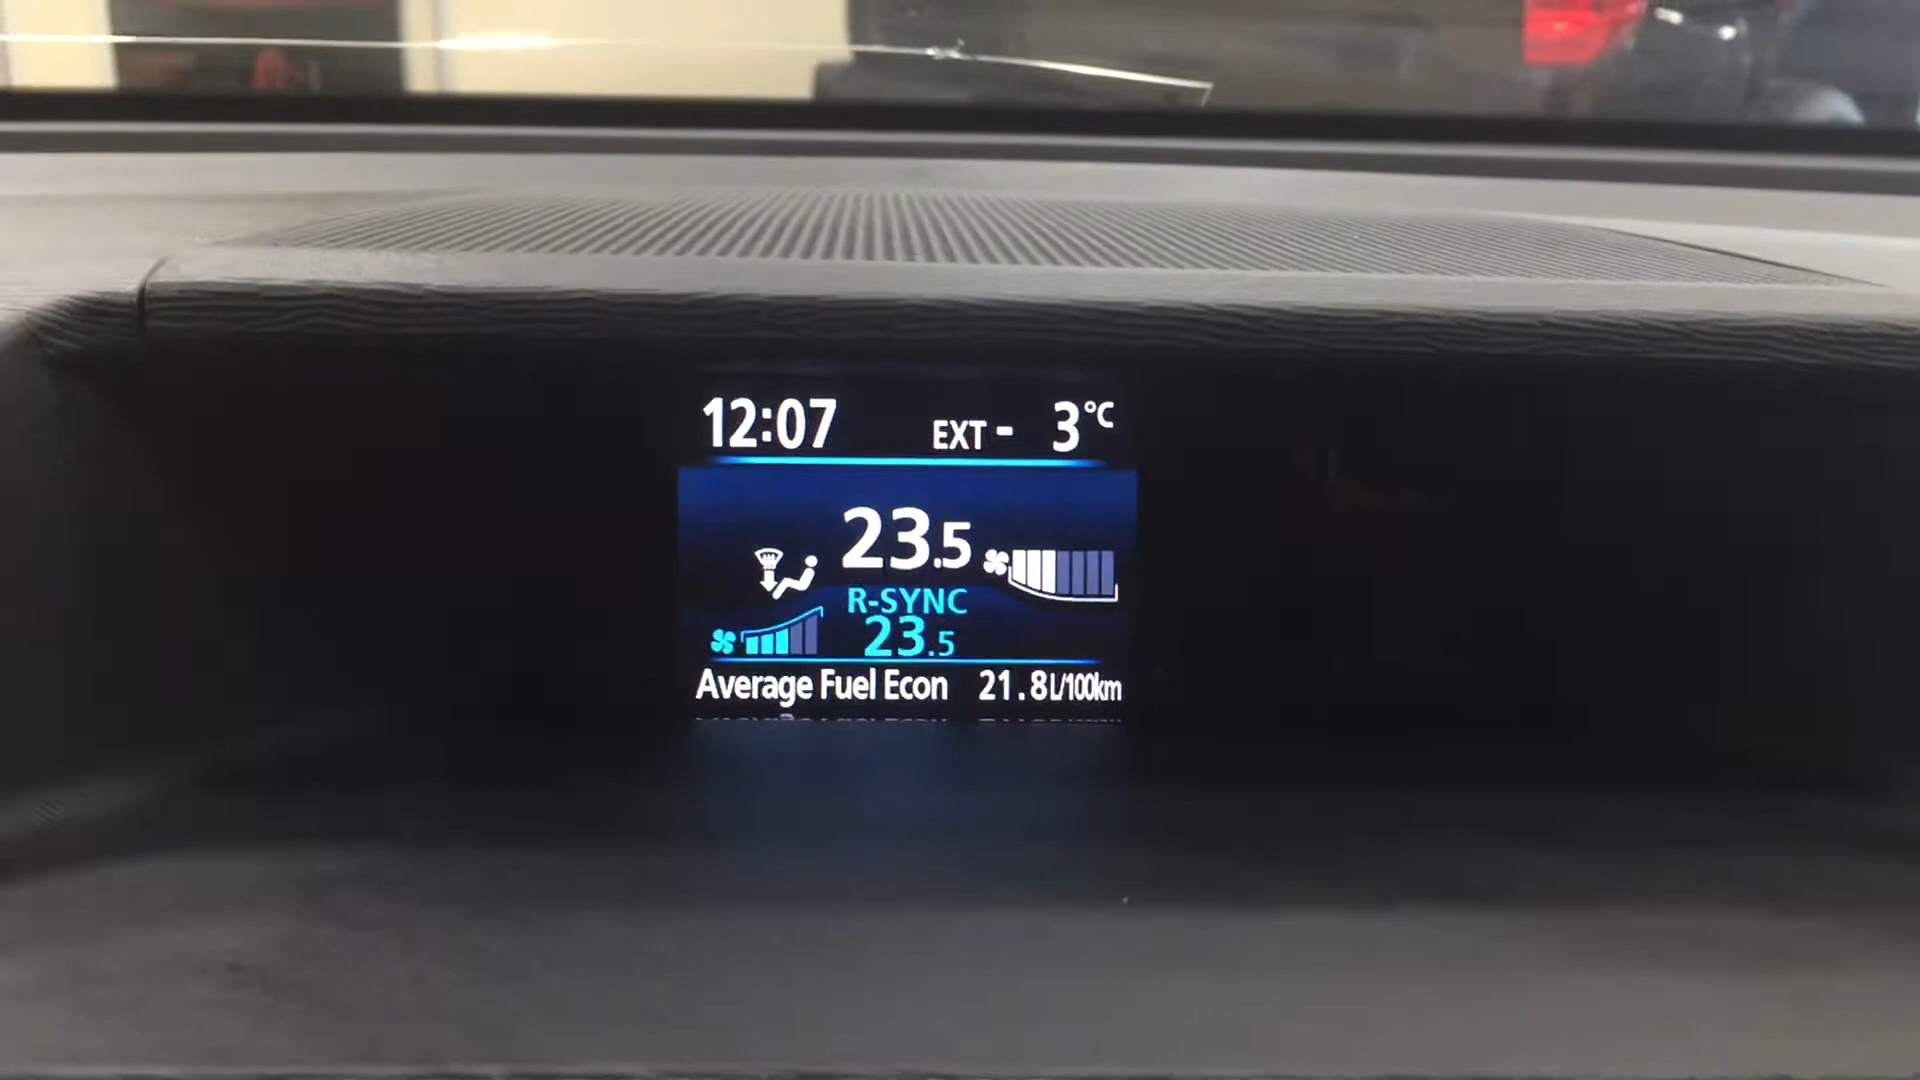 12:07 EXT - 3°C
23.5
R-SYNC
23.5
Average Fuel Econ 21.8L/100km